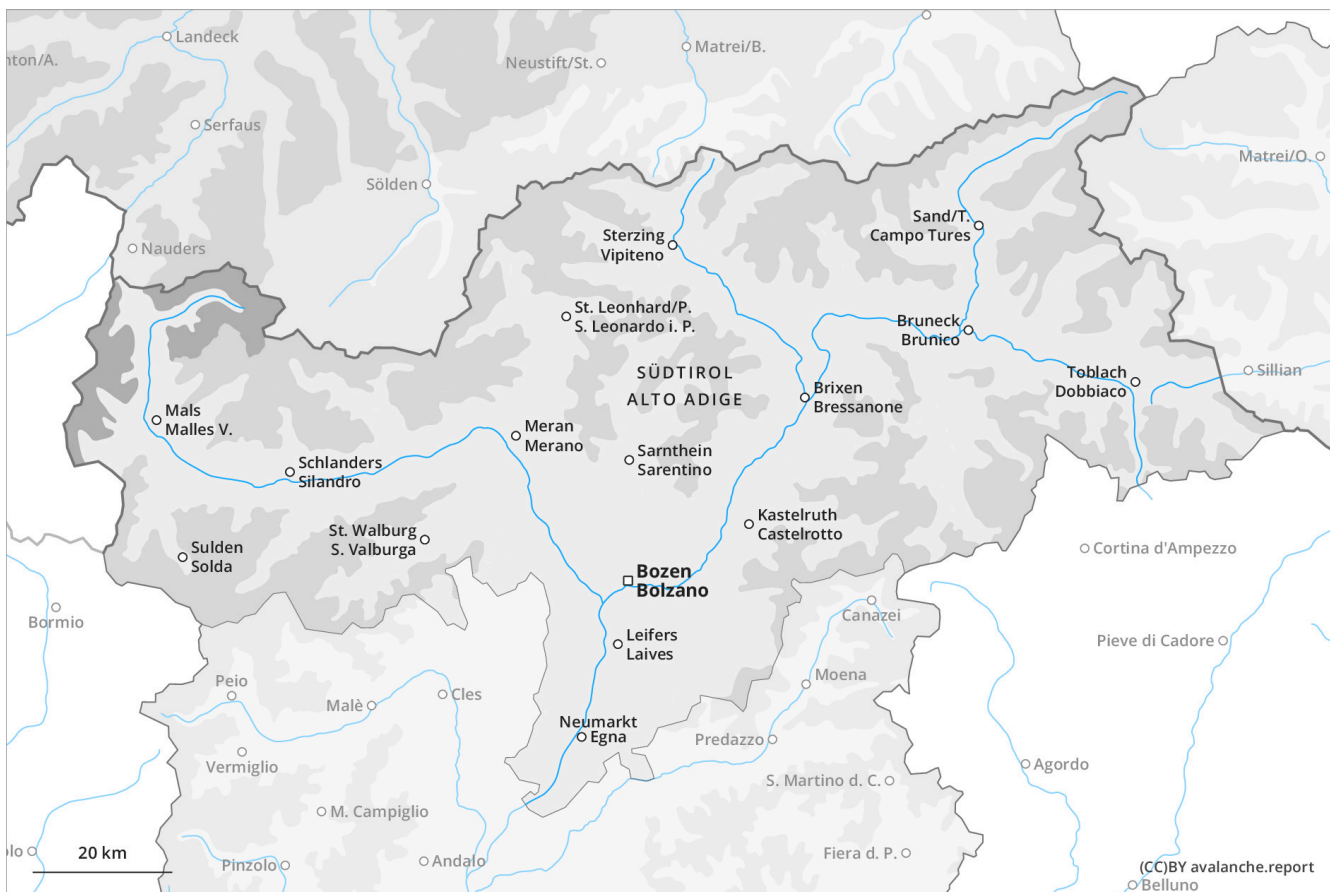 Landeck
nton/A.
Matrei/B.
Neustift/St.
Serfaus
Matrei/O.
Sölden
Sand/T.
Campo Tures
Nauders
Sterzing
Vipiteno
St. Leonhard/P.
S. Leonardo i. P.
Bruneck
Brunico
SÜDTIROL
ALTO ADIGE
Toblach
Dobbiaco
Sillian
Brixen
Bressanone
Mals
Malles V.
Meran
Merano
Sarnthein
Sarentino
Schlanders
Silandro
Kastelruth
Castelrotto
St. Walburg
S. Valburga
Sulden
Solda
Cortina d'Ampezzo
Bozen
Bolzano
Bormio
Canazei
Leifers
Laives
Pieve di Cadore
Peio
Moena
Malè
Cles
Neumarkt
Egna
Predazzo
Vermiglio
Agordo
S. Martino d. C.
M. Campiglio
20 km
olo
Pinzolo
Andalo
Fiera d. P.
(CC)BY avalanche.report
Belluno